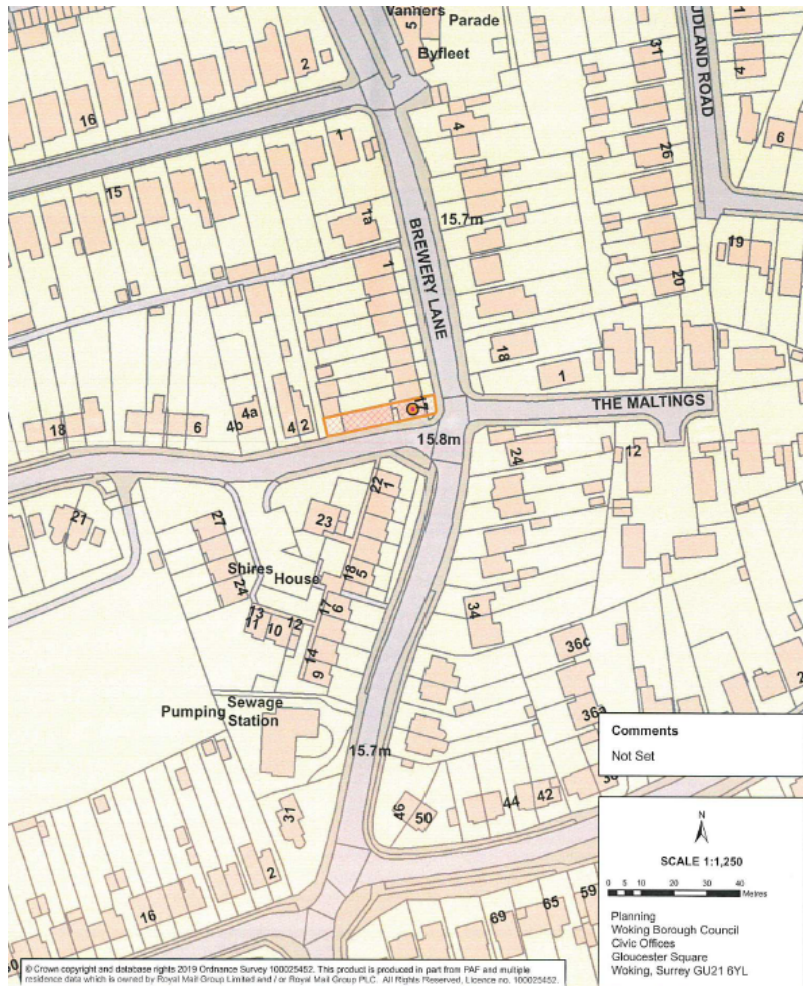 Vanners
5
Parade
Byfleet
2
16
1
15
1a
4
15.7m
BREWERY LANE
1
UDLAND ROAD
31
26
20
19
1
4
6
18
1
THE MALTINGS
17
15.8m
18
6
4b
4a
4 2
24
12
21
27
24
23
22
1
18
5
Shires
House
17
6
13
11
10
12
14
9
34
36c
36a
Pumping
Sewage
Station
15.7m
31
2
16
46
50
44
42
69
65
59
Comments
Not Set
N
SCALE 1:1,250
0 5 10 20 30 40
Metres
Planning
Woking Borough Council
Civic Offices
Gloucester Square
Woking, Surrey GU21 6YL
© Crown copyright and database rights 2019 Ordnance Survey 100025452. This product is produced in part from PAF and multiple
residence data which is owned by Royal Mail Group Limited and / or Royal Mail Group PLC. All Rights Reserved, Licence no. 100025452.